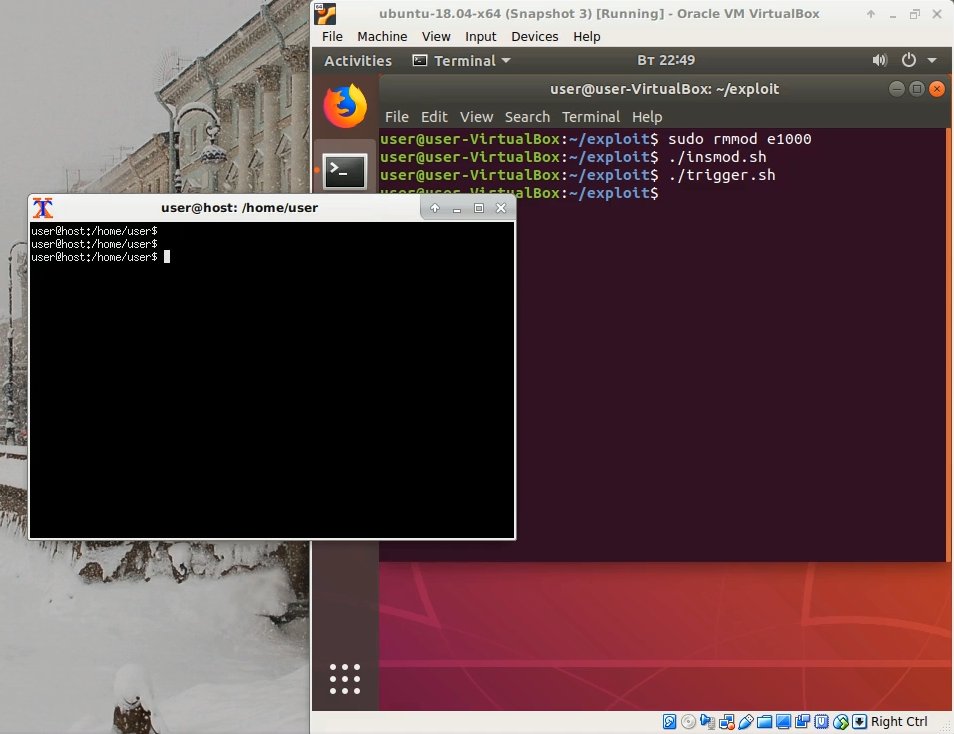 ubuntu-18.04-x64 (Snapshot 3) [Running] - Oracle VM VirtualBox
File Machine View Input Devices Help
Activities Terminal Вт 22:49
user@user-VirtualBox: ~/exploit
File Edit View Search Terminal Help
user@user-VirtualBox:~/exploit$ sudo rmmod e1000
user@user-VirtualBox:~/exploit$ ./insmod.sh
user@user-VirtualBox:~/exploit$ ./trigger.sh
user@user-VirtualBox:~/exploit$
user@host: /home/user
user@host:/home/user$
user@host:/home/user$
user@host:/home/user$
Right Ctrl